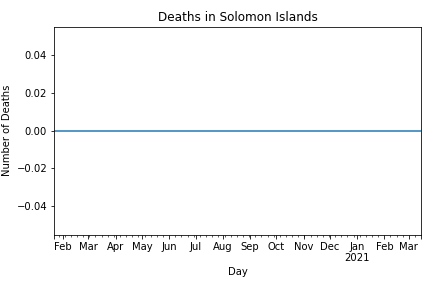 Deaths in Solomon Islands
Number of Deaths
0.04
0.02
0.00
−0.02
−0.04
Feb Mar Apr May Jun Jul Aug Sep Oct Nov Dec Jan Feb Mar
2021
Day